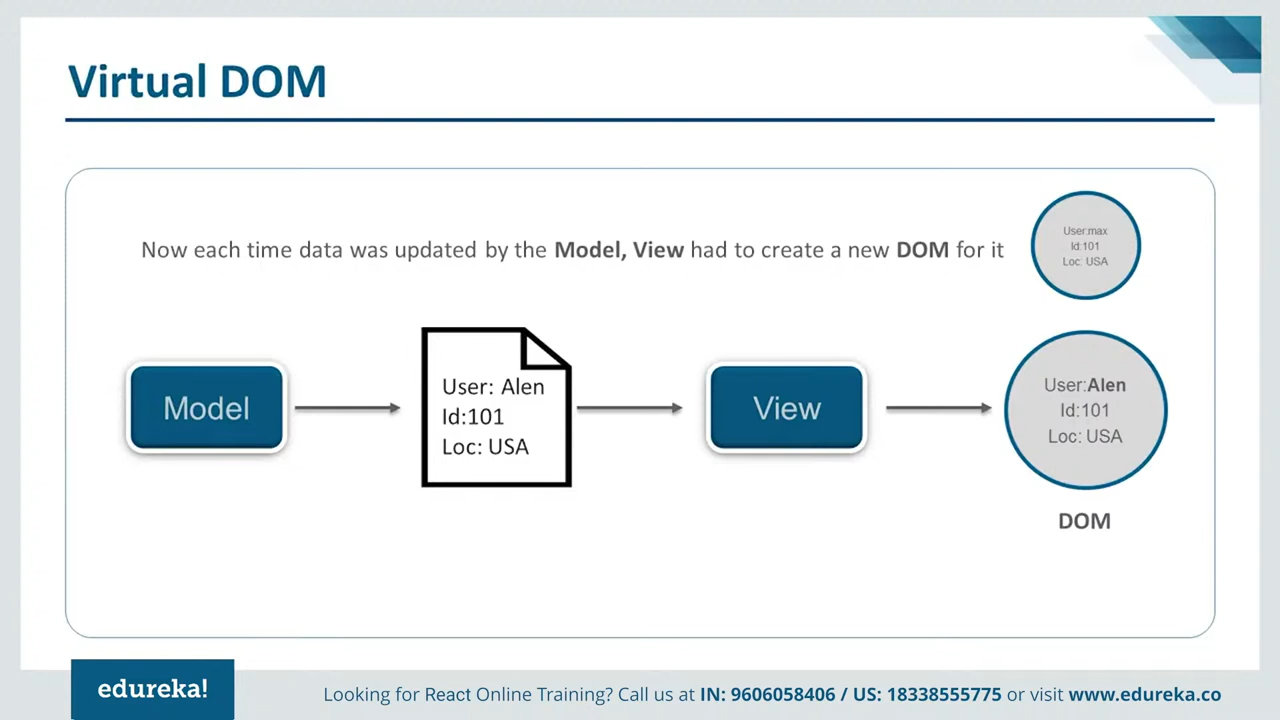 Virtual DOM
Now each time data was updated by the Model, View had to create a new DOM for it
User:max
Id:101
Loc: USA
Model
User: Alen
Id:101
Loc: USA
View
User:Alen
Id:101
Loc: USA
DOM
edureka!
Looking for React Online Training? Call us at IN: 9606058406 / US: 18338555775 or visit www.edureka.co